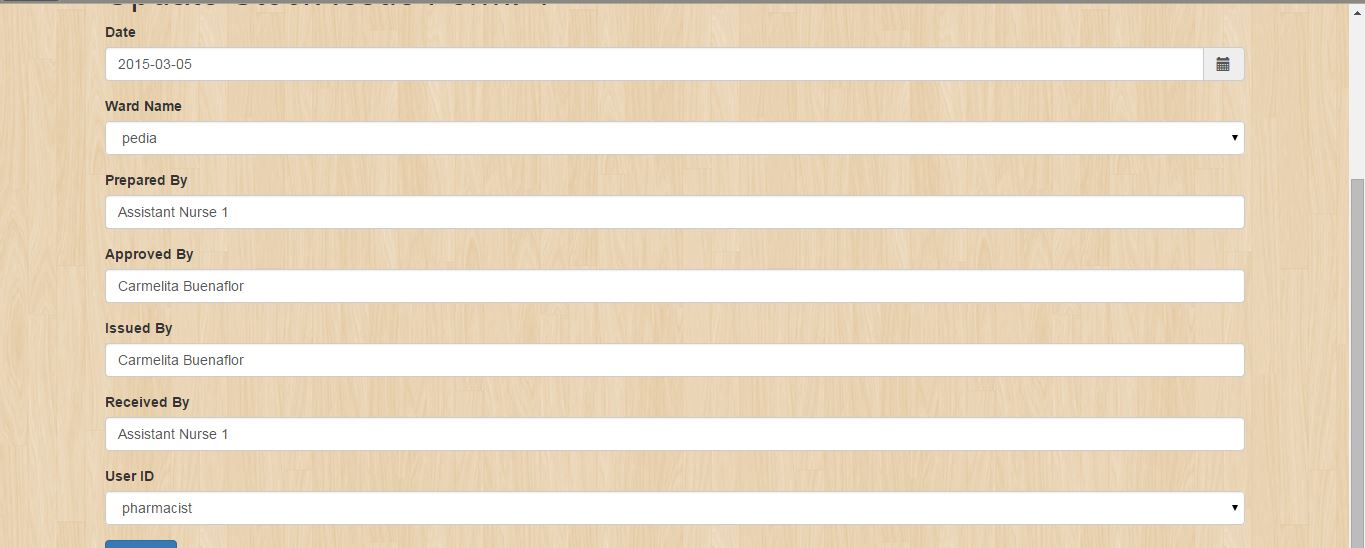 Date
2015-03-05
Ward Name
pedia
Prepared By
Assistant Nurse 1
Approved By
Carmelita Buenaflor
Issued By
Carmelita Buenaflor
Received By
Assistant Nurse 1
User ID
pharmacist